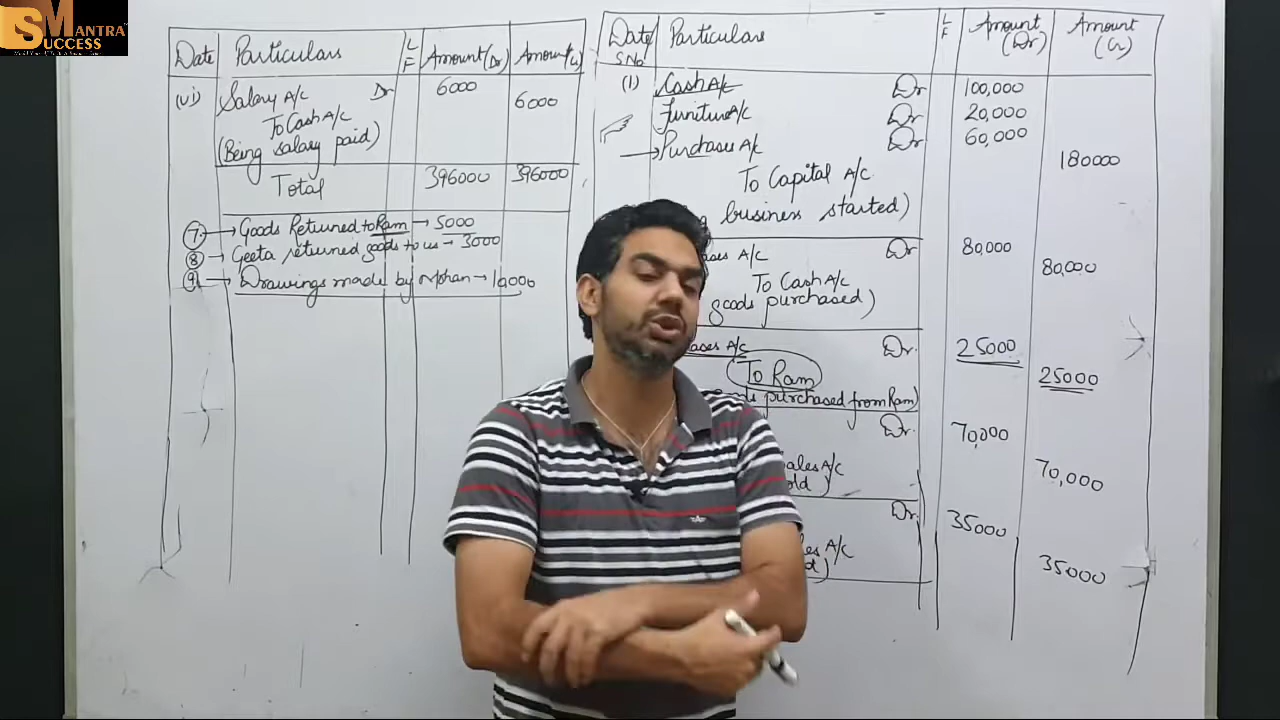 SUCCESS MANTRA
Date Particulars L F Amount(Dr) Amount(Cr)
(vi) Salary A/c Dr 6000
To Cash A/c 6000
(Being salary paid)
Total 396000 396000
7 → Goods Returned to Ram → 5000
8 → Geeta returned goods to us - 3000
9 → Drawings made by - 10000
Date S.No Particulars L F Amount (Dr) Amount (Cr)
(1) Cash A/c Dr 100,000
Furniture A/c Dr 20,000
→ Purchases A/c Dr 60,000
To Capital A/c 180000
business started)
A/c Dr 80,000
To Cash A/c 80,000
goods purchased)
A/c Dr. 25000
To Ram 25000
purchased from Ram)
Dr. 70,000
Sales A/c 70,000
Dr 35000
A/c 35000